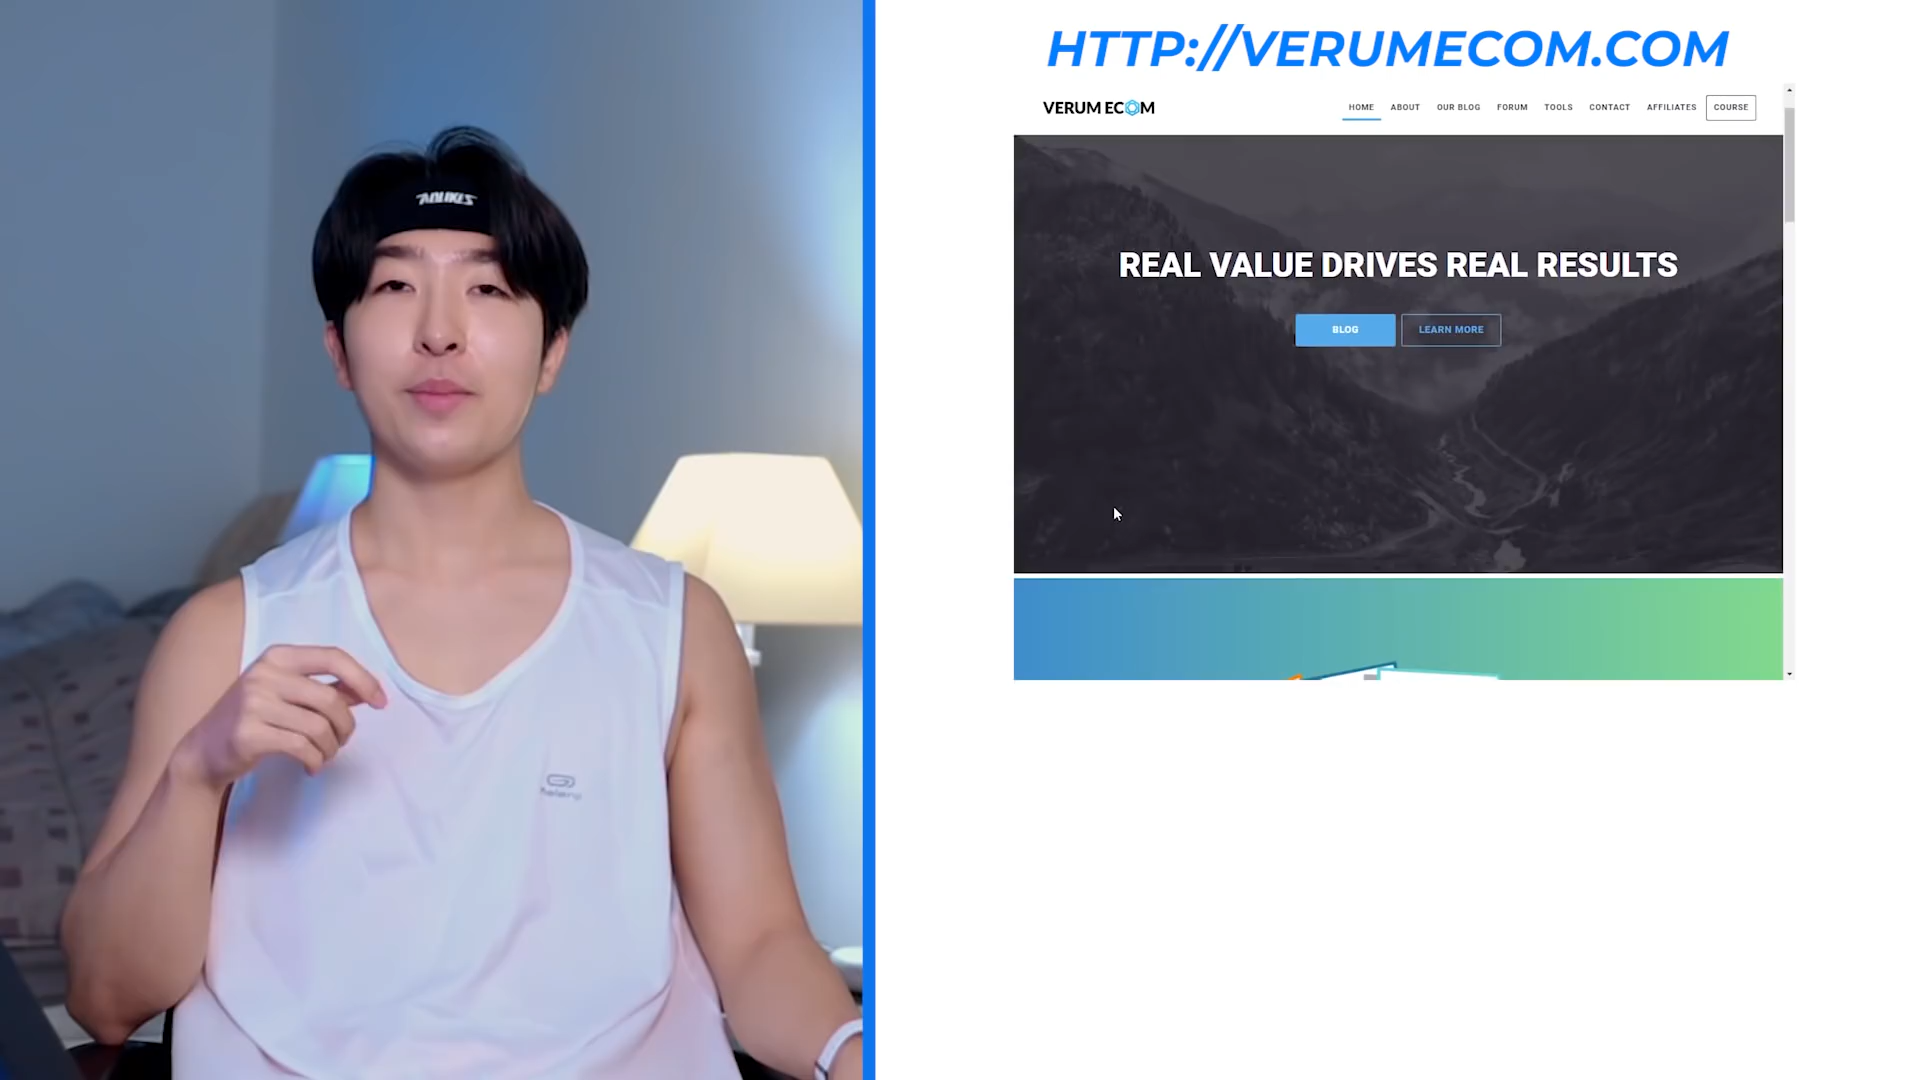 HTTP://VERUMECOM.COM
VERUM ECOM
HOME ABOUT OUR BLOG FORUM TOOLS CONTACT AFFILIATES COURSE
REAL VALUE DRIVES REAL RESULTS
BLOG LEARN MORE
AOLIKES